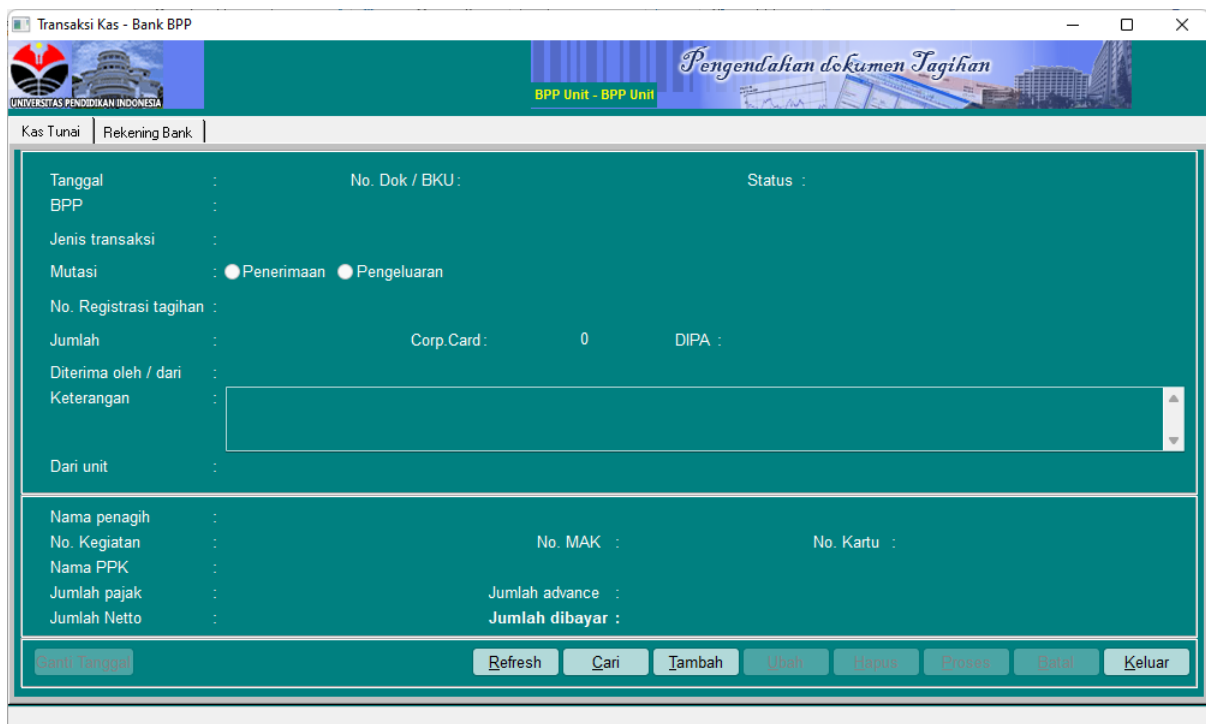 Transaksi Kas - Bank BPP
UNIVERSITAS PENDIDIKAN INDONESIA
BPP Unit - BPP Unit
Pengendalian dokumen Tagihan
Kas Tunai Rekening Bank
Tanggal : No. Dok / BKU : Status :
BPP :
Jenis transaksi :
Mutasi : Penerimaan Pengeluaran
No. Registrasi tagihan :
Jumlah : Corp.Card : 0 DIPA :
Diterima oleh / dari :
Keterangan :
Dari unit :
Nama penagih :
No. Kegiatan : No. MAK : No. Kartu :
Nama PPK :
Jumlah pajak : Jumlah advance :
Jumlah Netto : Jumlah dibayar :
Ganti Tanggal Refresh Cari Tambah Ubah Hapus Proses Batal Keluar